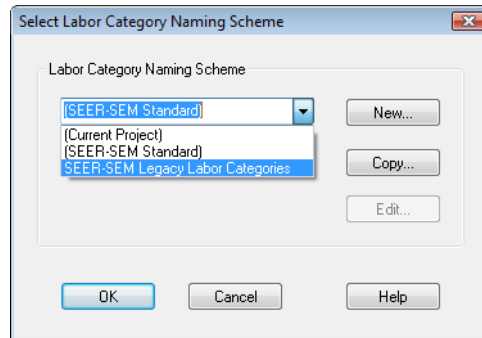 Select Labor Category Naming Scheme
Labor Category Naming Scheme
(SEER-SEM Standard)
New...
(Current Project)
(SEER-SEM Standard)
SEER-SEM Legacy Labor Categories
Copy...
Edit...
OK
Cancel
Help